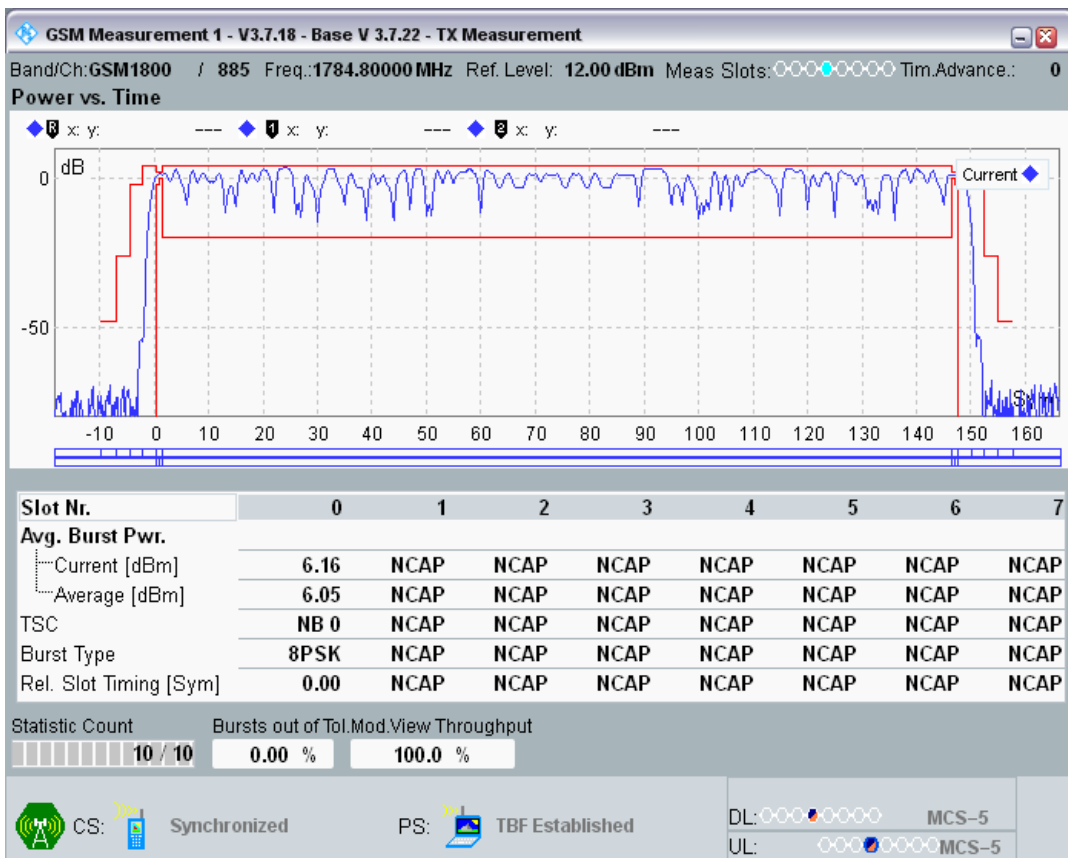 GSM Measurement 1 - V3.7.18 - Base V 3.7.22 - TX Measurement
Band/Ch:GSM1800 / 885 Freq.:1784.80000 MHz Ref. Level: 12.00 dBm Meas Slots: Tim.Advance.: 0
Power vs. Time
R x: y: --- 1 x: y: --- 2 x: y: ---
dB
0
Current
-50
Sym
-10 0 10 20 30 40 50 60 70 80 90 100 110 120 130 140 150 160
Slot Nr. 0 1 2 3 4 5 6 7
Avg. Burst Pwr.
Current [dBm] 6.16 NCAP NCAP NCAP NCAP NCAP NCAP NCAP
Average [dBm] 6.05 NCAP NCAP NCAP NCAP NCAP NCAP NCAP
TSC NB 0 NCAP NCAP NCAP NCAP NCAP NCAP NCAP
Burst Type 8PSK NCAP NCAP NCAP NCAP NCAP NCAP NCAP
Rel. Slot Timing [Sym] 0.00 NCAP NCAP NCAP NCAP NCAP NCAP NCAP
Statistic Count Bursts out of Tol.Mod.View Throughput
10 / 10 0.00 % 100.0 %
CS: Synchronized PS: TBF Established DL: MCS-5
UL: MCS-5